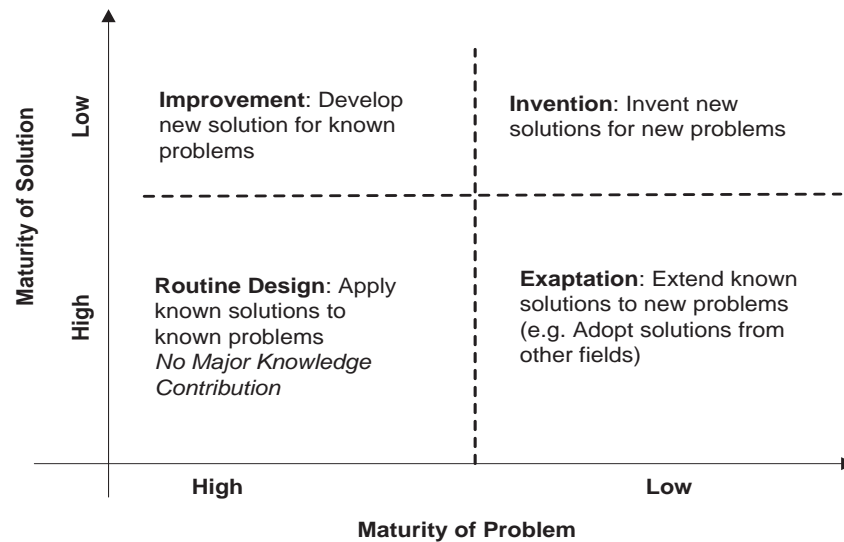 Maturity of Solution
Low
High
Improvement: Develop
new solution for known
problems
Invention: Invent new
solutions for new problems
Routine Design: Apply
known solutions to
known problems
No Major Knowledge
Contribution
Exaptation: Extend known
solutions to new problems
(e.g. Adopt solutions from
other fields)
High
Low
Maturity of Problem